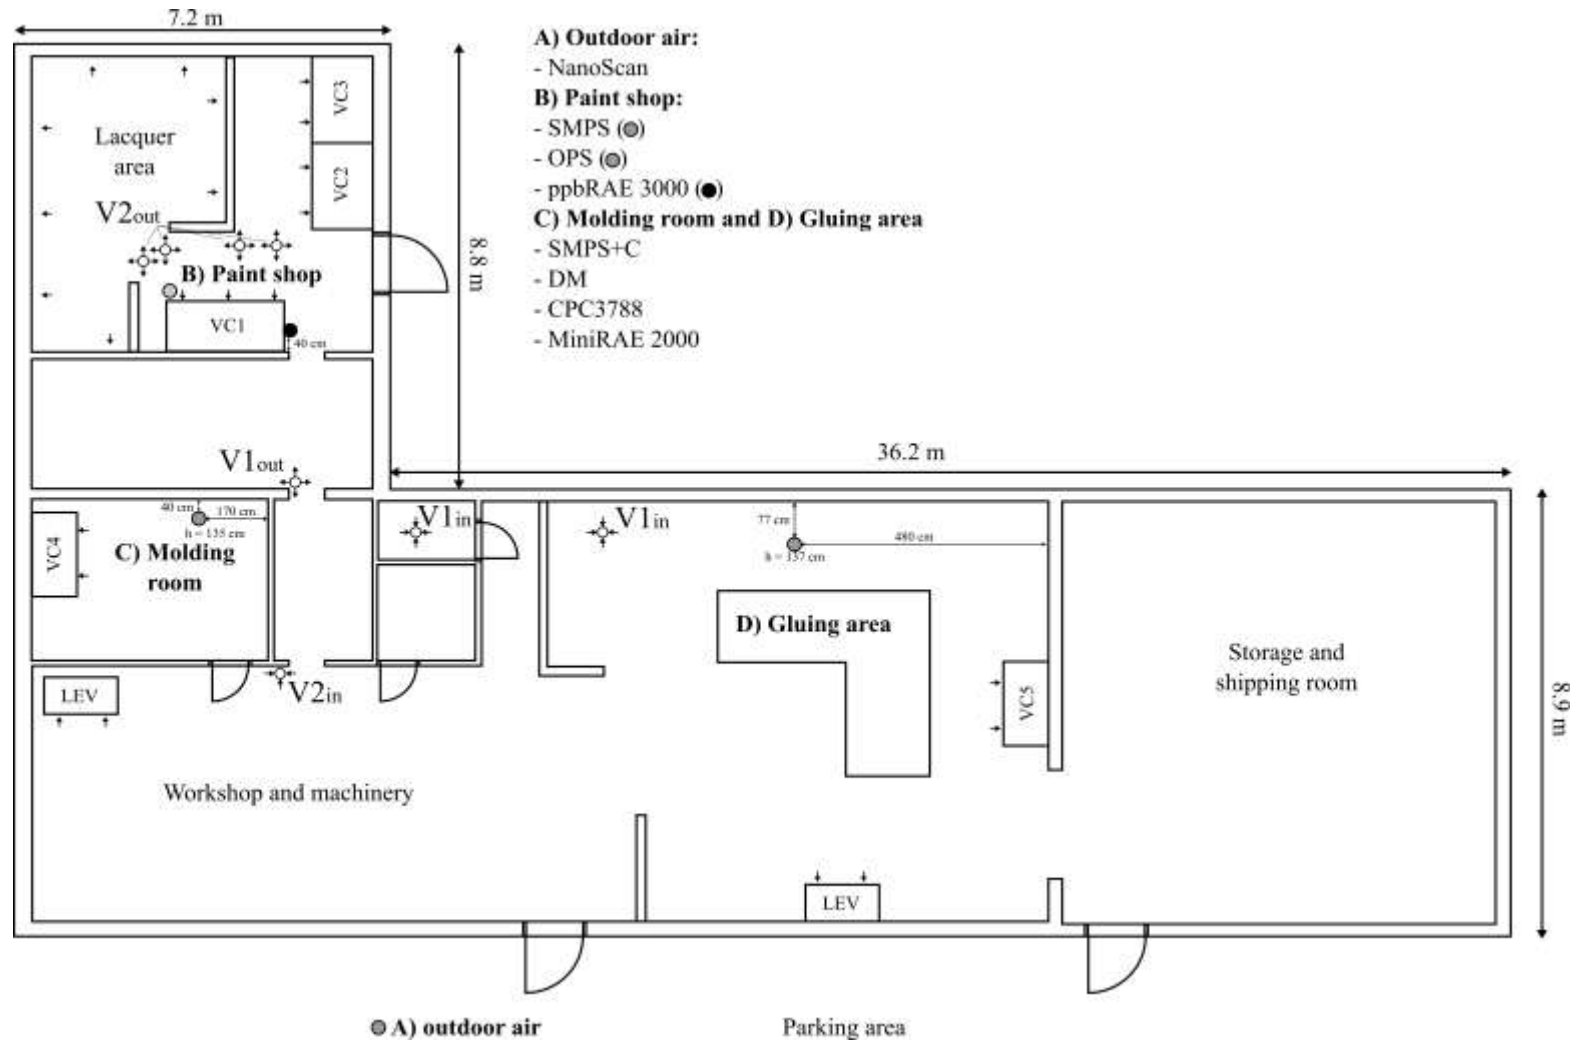 7.2 m
A) Outdoor air:
- NanoScan
B) Paint shop:
- SMPS ( )
- OPS ( )
- ppbRAE 3000 ( )
C) Molding room and D) Gluing area
- SMPS+C
- DM
- CPC3788
- MiniRAE 2000
VC3
VC2
Lacquer
area
V2out
B) Paint shop
VC1
40 cm
8.8 m
36.2 m
V1out
40 cm
170 cm
h = 135 cm
C) Molding
room
VC4
V1in
V1in
77 cm
480 cm
h = 137 cm
D) Gluing area
VC5
Storage and
shipping room
8.9 m
LEV
V2in
Workshop and machinery
LEV
A) outdoor air
Parking area